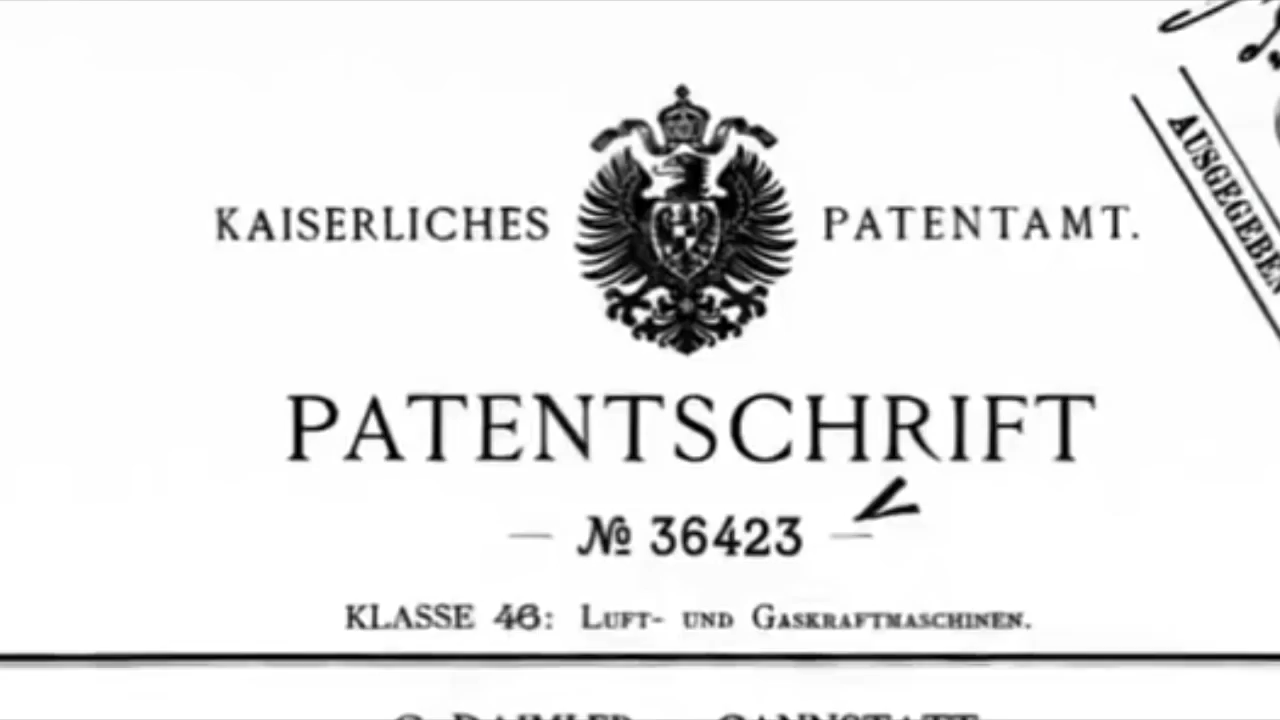 KAISERLICHES PATENTAMT.
AUSGEGEBEN
PATENTSCHRIFT
— № 36423 —
KLASSE 46: LUFT- UND GASKRAFTMASCHINEN.